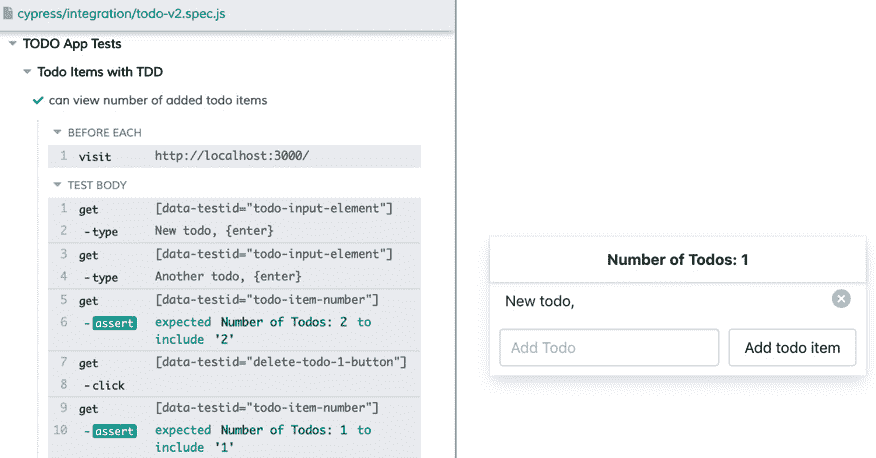 cypress/integration/todo-v2.spec.js
TODO App Tests
Todo Items with TDD
can view number of added todo items
BEFORE EACH
1 visit http://localhost:3000/
TEST BODY
1 get [data-testid="todo-input-element"]
2 -type New todo, {enter}
3 get [data-testid="todo-input-element"]
4 -type Another todo, {enter}
5 get [data-testid="todo-item-number"]
6 -assert expected Number of Todos: 2 to
include '2'
7 get [data-testid="delete-todo-1-button"]
8 -click
9 get [data-testid="todo-item-number"]
10 -assert expected Number of Todos: 1 to
include '1'
Number of Todos: 1
New todo,
Add Todo
Add todo item